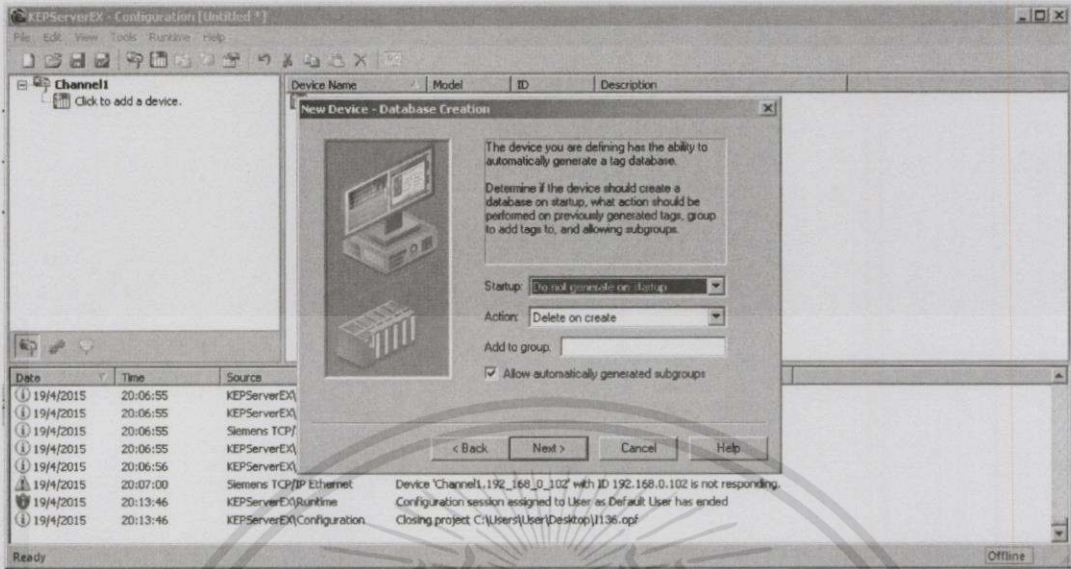 KEPServerEX - Configuration [Untitled *]
File Edit View Tools Runtime Help
Channel1
Click to add a device.
Device Name Model ID Description
New Device - Database Creation
The device you are defining has the ability to
automatically generate a tag database.
Determine if the device should create a
database on startup, what action should be
performed on previously generated tags, group
to add tags to, and allowing subgroups.
Startup: Do not generate on startup
Action: Delete on create
Add to group:
Allow automatically generated subgroups
< Back Next > Cancel Help
Date Time Source
19/4/2015 20:06:55 KEPServerEX\
19/4/2015 20:06:55 KEPServerEX\
19/4/2015 20:06:55 Siemens TCP/
19/4/2015 20:06:55 KEPServerEX\
19/4/2015 20:06:56 KEPServerEX\
19/4/2015 20:07:00 Siemens TCP/IP Ethernet Device 'Channel1.192_168_0_102' with ID 192.168.0.102 is not responding.
19/4/2015 20:13:46 KEPServerEX\Runtime Configuration session assigned to User as Default User has ended
19/4/2015 20:13:46 KEPServerEX\Configuration Closing project C:\Users\User\Desktop\I136.opf
Ready Offline